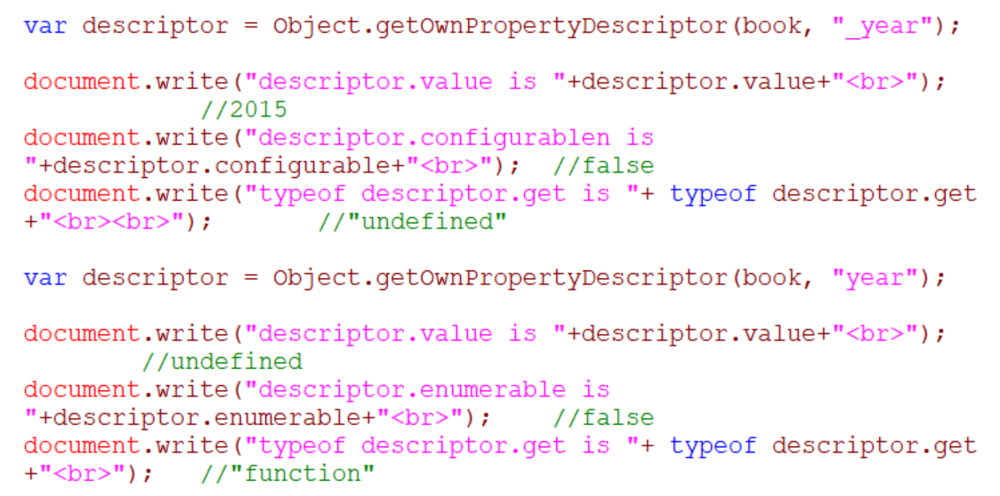 var descriptor = Object.getOwnPropertyDescriptor(book, "_year");
document.write("descriptor.value is "+descriptor.value+"<br>");
//2015
document.write("descriptor.configurablen is
"+descriptor.configurable+"<br>"); //false
document.write("typeof descriptor.get is "+ typeof descriptor.get
+"<br><br>"); //"undefined"
var descriptor = Object.getOwnPropertyDescriptor(book, "year");
document.write("descriptor.value is "+descriptor.value+"<br>");
//undefined
document.write("descriptor.enumerable is
"+descriptor.enumerable+"<br>"); //false
document.write("typeof descriptor.get is "+ typeof descriptor.get
+"<br>"); //"function"